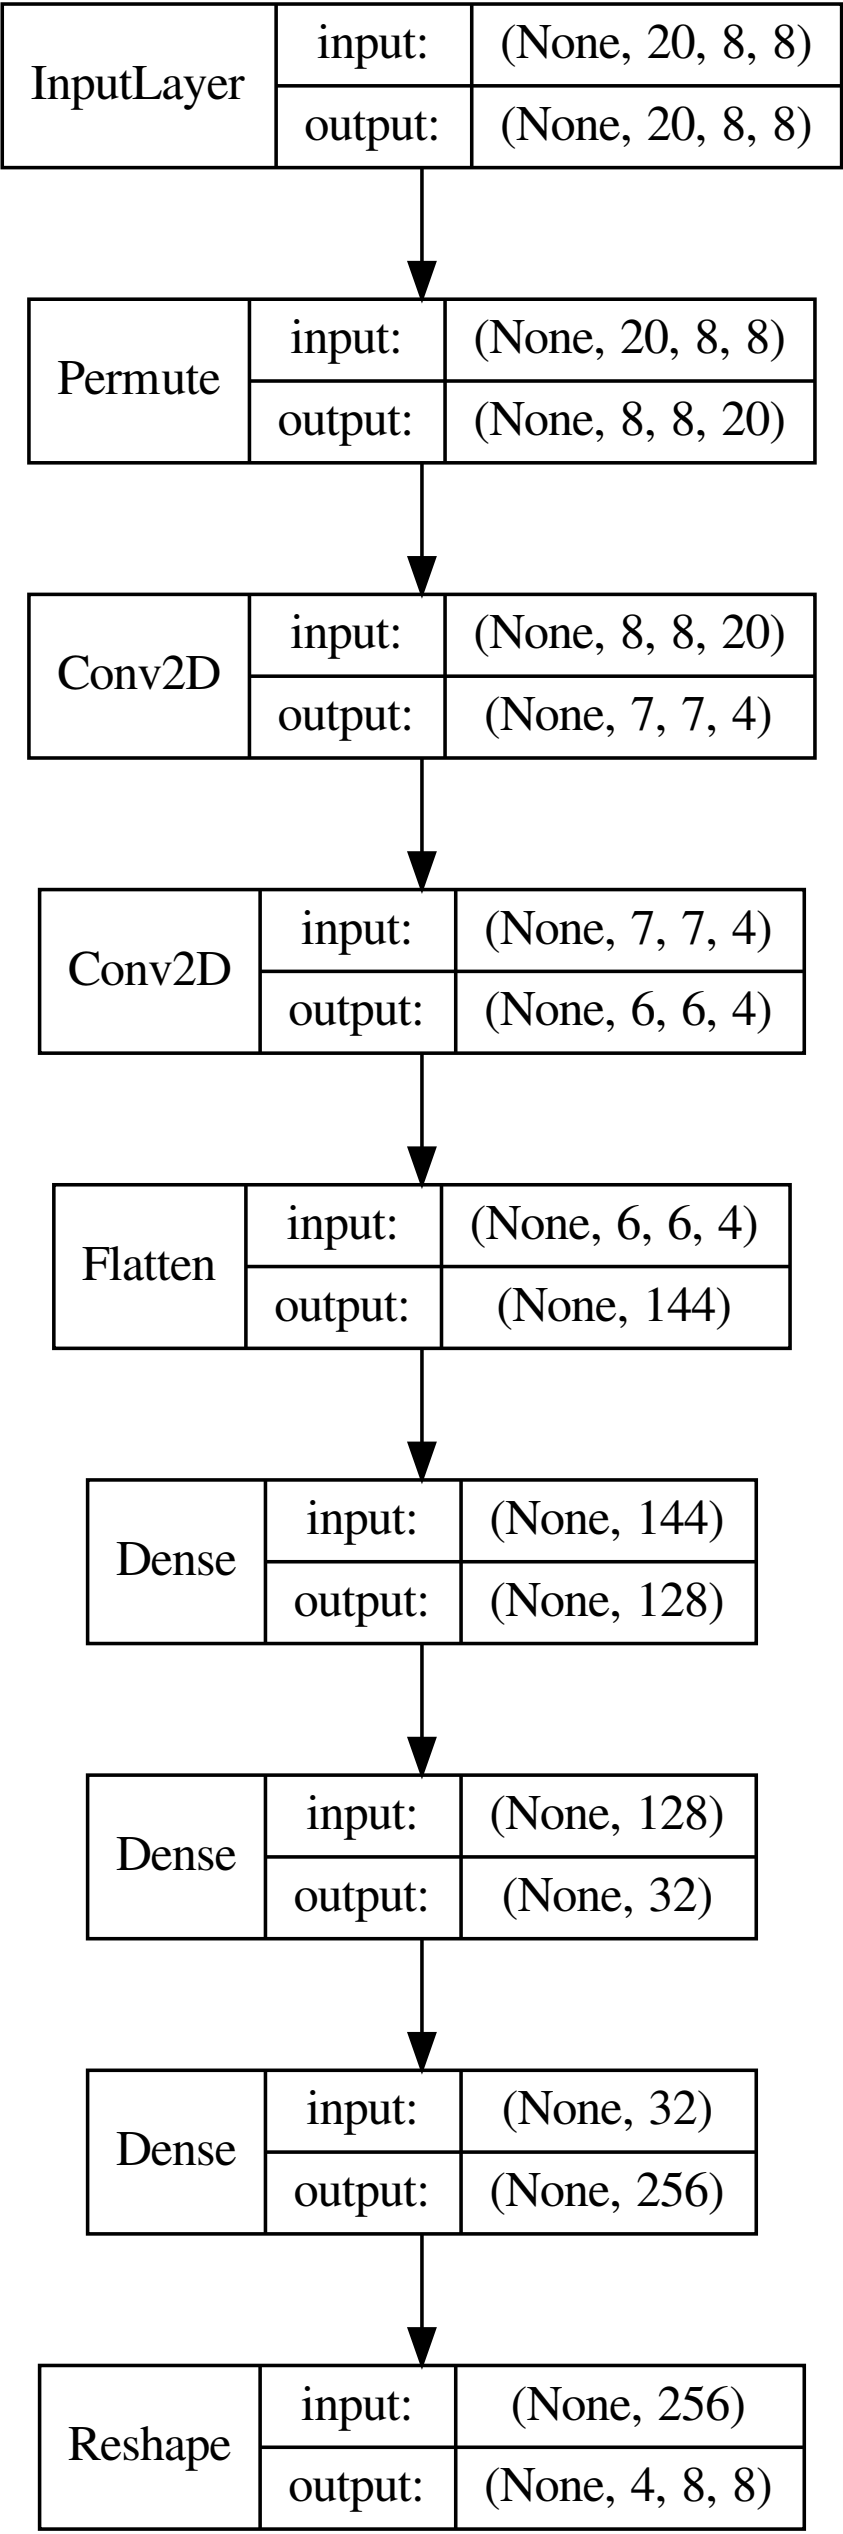 InputLayer
input: (None, 20, 8, 8)
output: (None, 20, 8, 8)
Permute
input: (None, 20, 8, 8)
output: (None, 8, 8, 20)
Conv2D
input: (None, 8, 8, 20)
output: (None, 7, 7, 4)
Conv2D
input: (None, 7, 7, 4)
output: (None, 6, 6, 4)
Flatten
input: (None, 6, 6, 4)
output: (None, 144)
Dense
input: (None, 144)
output: (None, 128)
Dense
input: (None, 128)
output: (None, 32)
Dense
input: (None, 32)
output: (None, 256)
Reshape
input: (None, 256)
output: (None, 4, 8, 8)